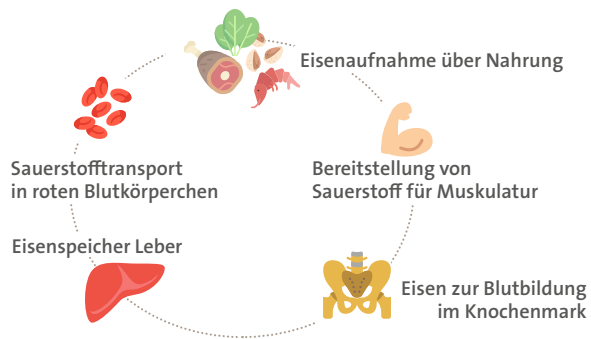 Eisenaufnahme über Nahrung
Sauerstofftransport
in roten Blutkörperchen
Bereitstellung von
Sauerstoff für Muskulatur
Eisenspeicher Leber
Eisen zur Blutbildung
im Knochenmark